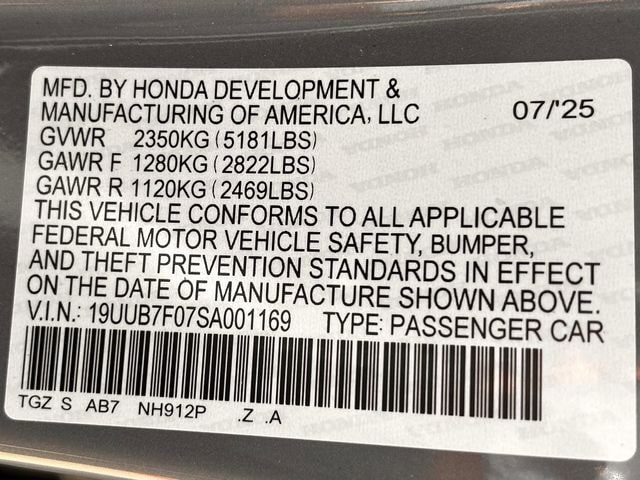 MFD. BY HONDA DEVELOPMENT &
MANUFACTURING OF AMERICA, LLC 07/'25
GVWR 2350KG (5181LBS)
GAWR F 1280KG (2822LBS)
GAWR R 1120KG (2469LBS)
THIS VEHICLE CONFORMS TO ALL APPLICABLE
FEDERAL MOTOR VEHICLE SAFETY, BUMPER,
AND THEFT PREVENTION STANDARDS IN EFFECT
ON THE DATE OF MANUFACTURE SHOWN ABOVE.
V.I.N.: 19UUB7F07SA001169 TYPE: PASSENGER CAR
TGZ S AB7 NH912P .Z .A